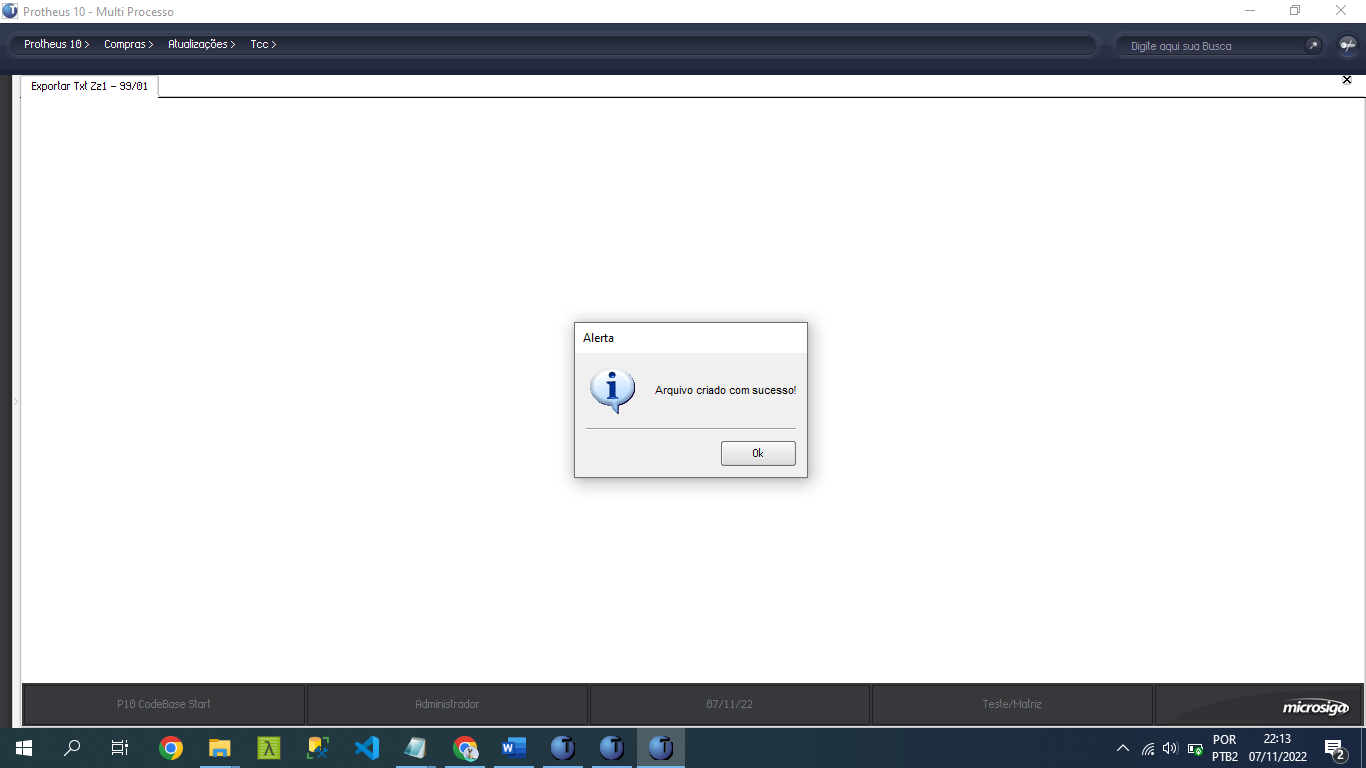 Protheus 10 - Multi Processo
Protheus 10 > Compras > Atualizações > Tcc >
Digite aqui sua Busca
Exportar Txt Zz1 - 99/01
Alerta
Arquivo criado com sucesso!
Ok
P10 CodeBase Start
Administrador
07/11/22
Teste/Matriz
microsiga
POR
PTB2
22:13
07/11/2022
2